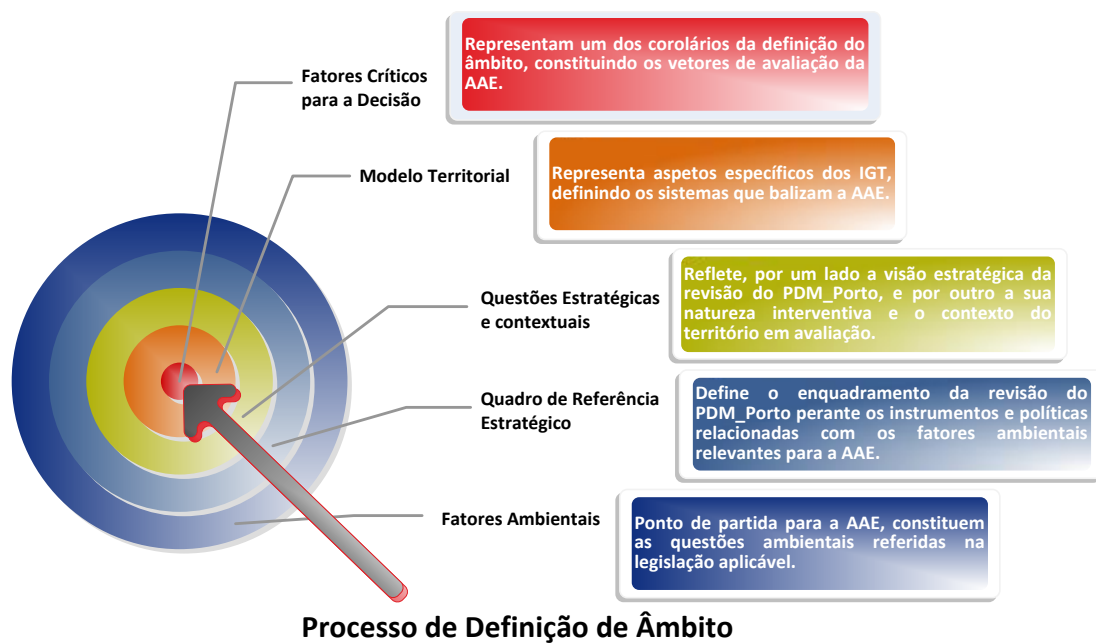 Fatores Críticos
para a Decisão
Representam um dos corolários da definição do
âmbito, constituindo os vetores de avaliação da
AAE.
Modelo Territorial
Representa aspetos específicos dos IGT,
definindo os sistemas que balizam a AAE.
Questões Estratégicas
e contextuais
Reflete, por um lado a visão estratégica da
revisão do PDM_Porto, e por outro a sua
natureza interventiva e o contexto do
território em avaliação.
Quadro de Referência
Estratégico
Define o enquadramento da revisão do
PDM_Porto perante os instrumentos e políticas
relacionadas com os fatores ambientais
relevantes para a AAE.
Fatores Ambientais
Ponto de partida para a AAE, constituem
as questões ambientais referidas na
legislação aplicável.
Processo de Definição de Âmbito